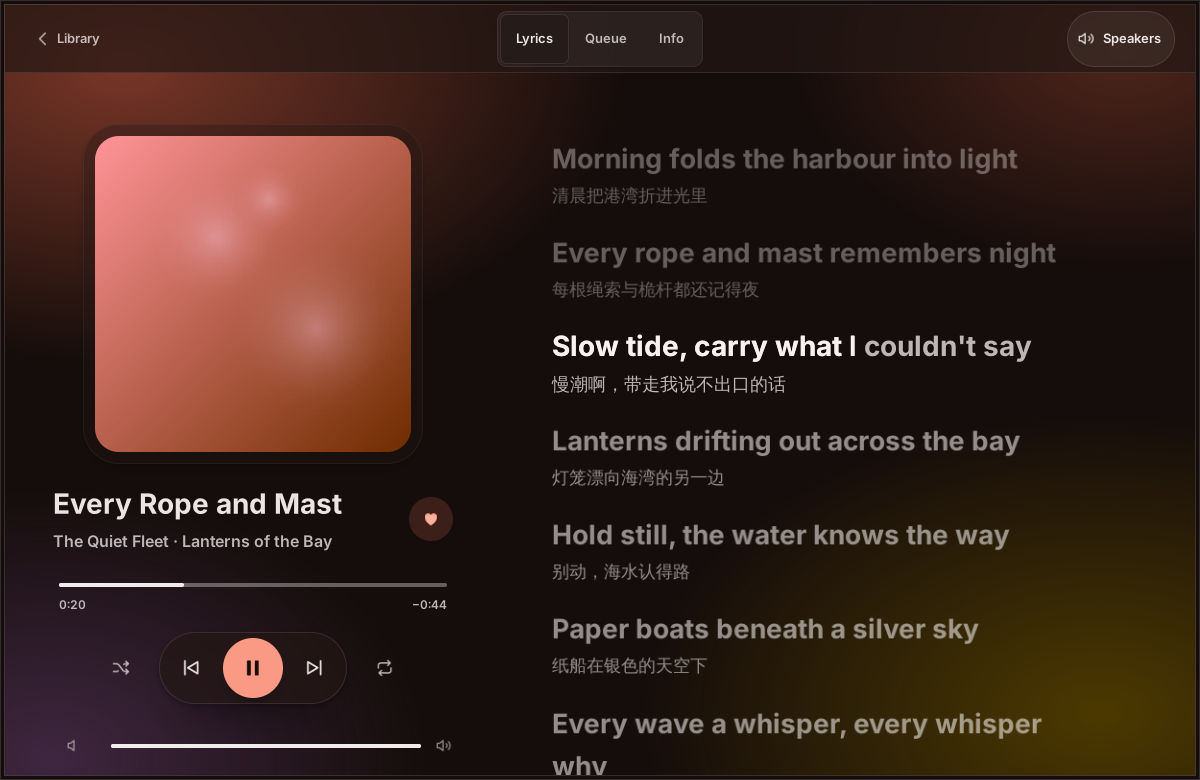 Library
Lyrics
Queue
Info
Speakers
Every Rope and Mast
The Quiet Fleet · Lanterns of the Bay
0:20
−0:44
Morning folds the harbour into light
清晨把港湾折进光里
Every rope and mast remembers night
每根绳索与桅杆都还记得夜
Slow tide, carry what I couldn't say
慢潮啊，带走我说不出口的话
Lanterns drifting out across the bay
灯笼漂向海湾的另一边
Hold still, the water knows the way
别动，海水认得路
Paper boats beneath a silver sky
纸船在银色的天空下
Every wave a whisper, every whisper
why